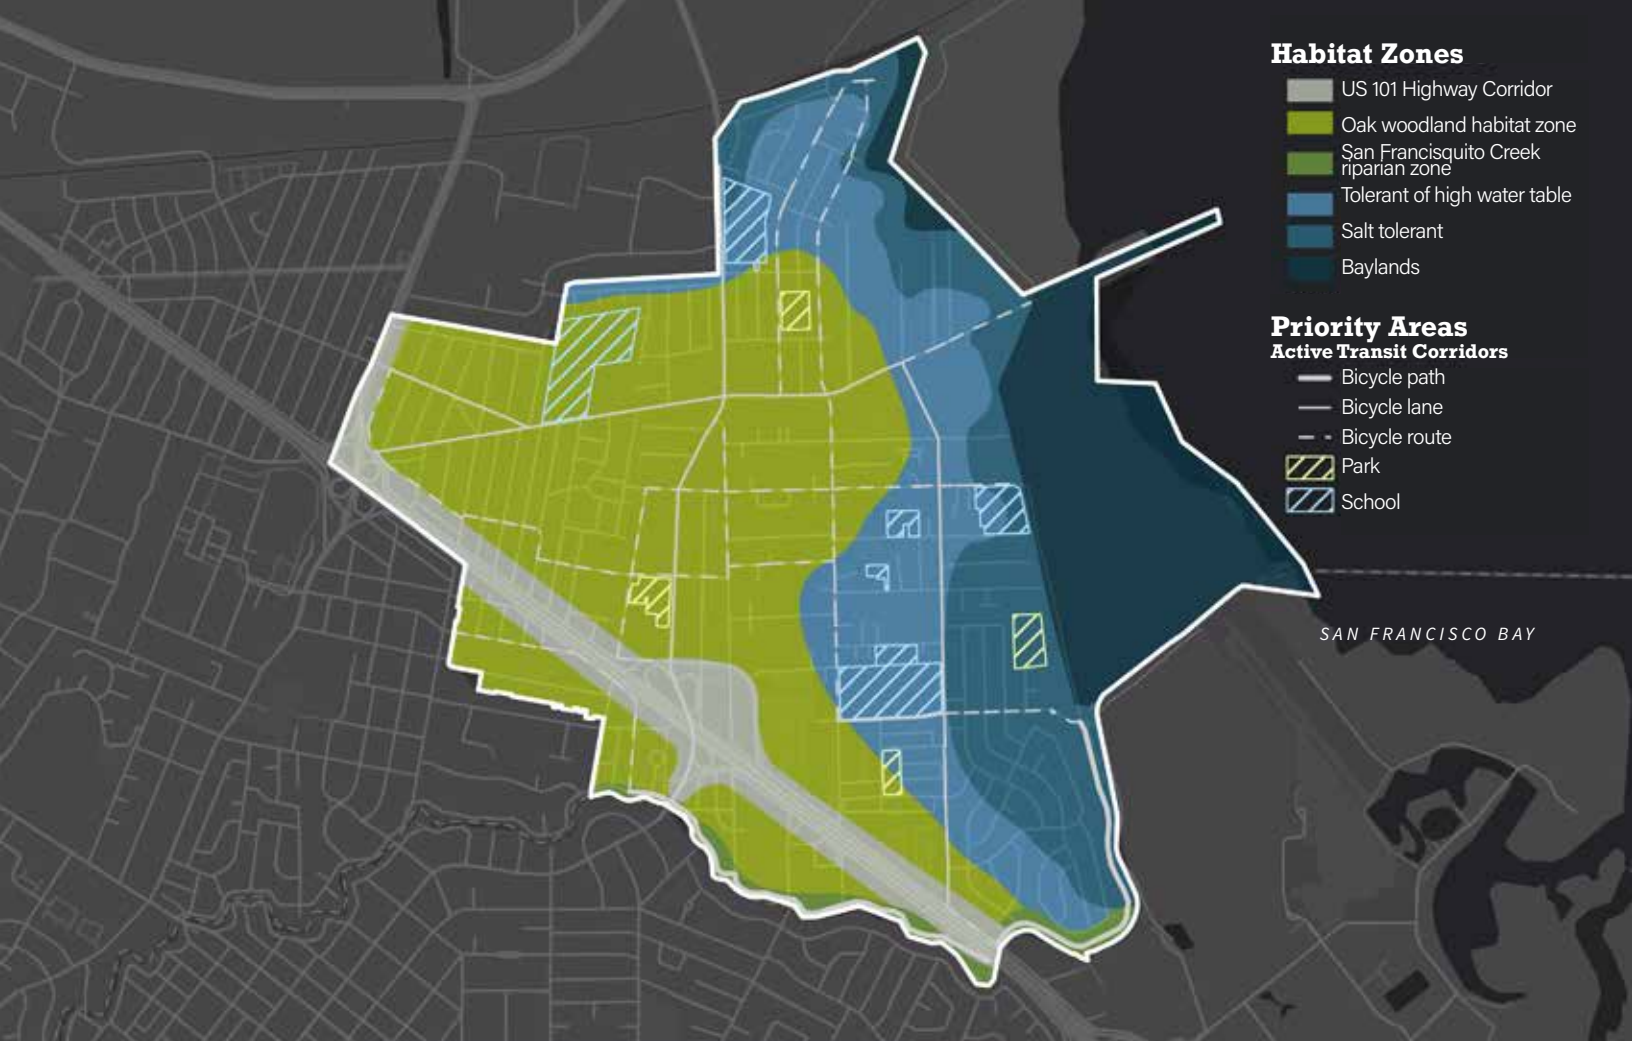 Habitat Zones
US 101 Highway Corridor
Oak woodland habitat zone
San Francisquito Creek
riparian zone
Tolerant of high water table
Salt tolerant
Baylands
Priority Areas
Active Transit Corridors
Bicycle path
Bicycle lane
Bicycle route
Park
School
SAN FRANCISCO BAY